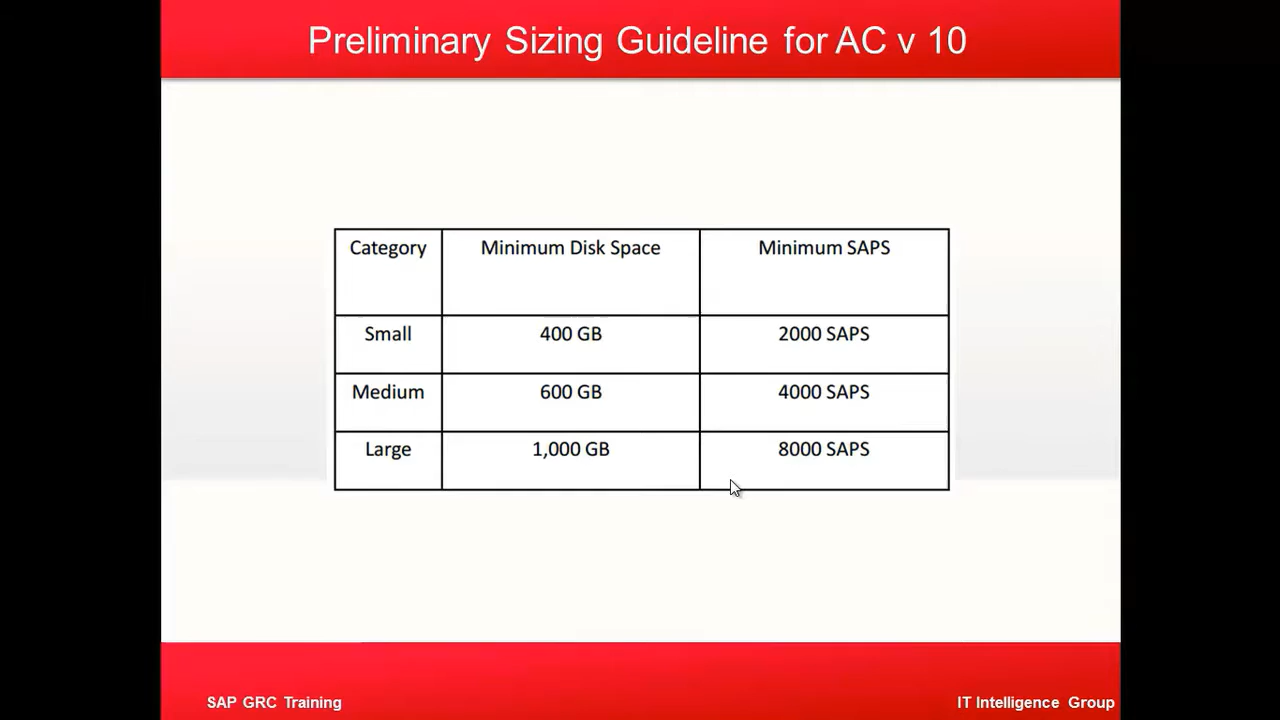 Preliminary Sizing Guideline for AC v 10
Category Minimum Disk Space Minimum SAPS
Small 400 GB 2000 SAPS
Medium 600 GB 4000 SAPS
Large 1,000 GB 8000 SAPS
SAP GRC Training IT Intelligence Group